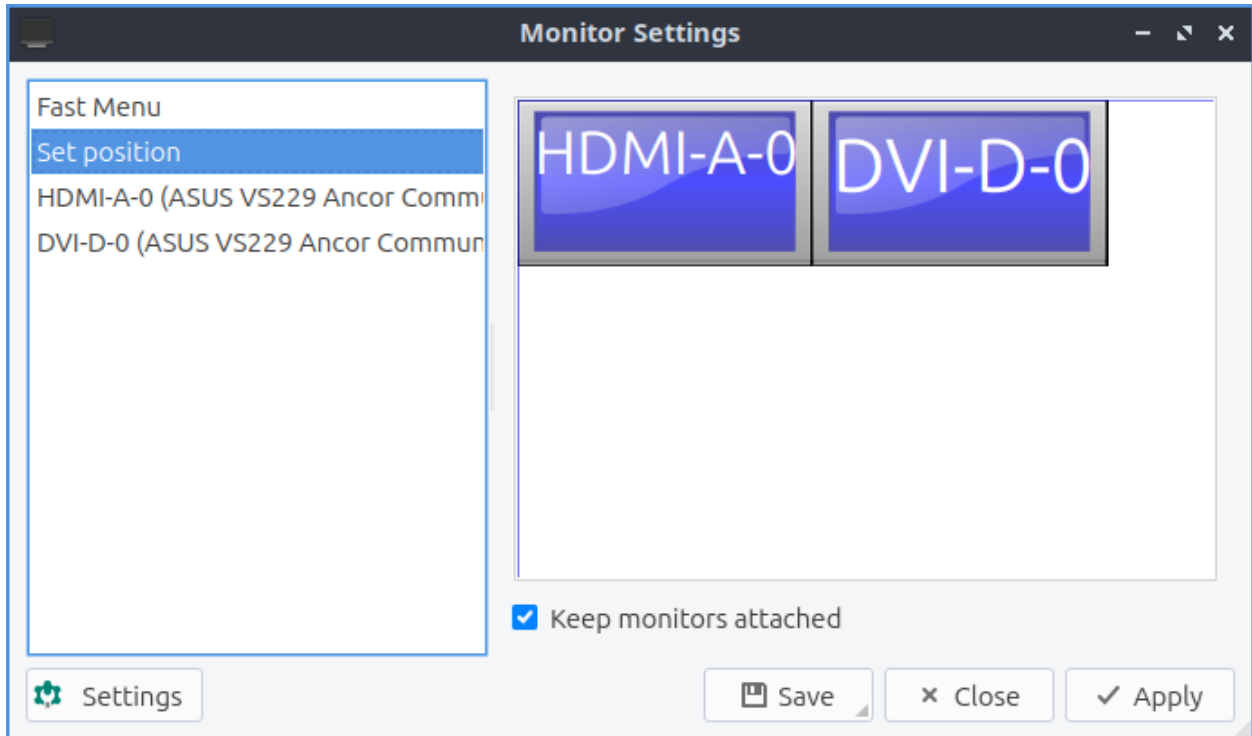 Monitor Settings
Fast Menu
Set position
HDMI-A-0 (ASUS VS229 Ancor Comm
DVI-D-0 (ASUS VS229 Ancor Commun
HDMI-A-0
DVI-D-0
Keep monitors attached
Settings
Save
Close
Apply